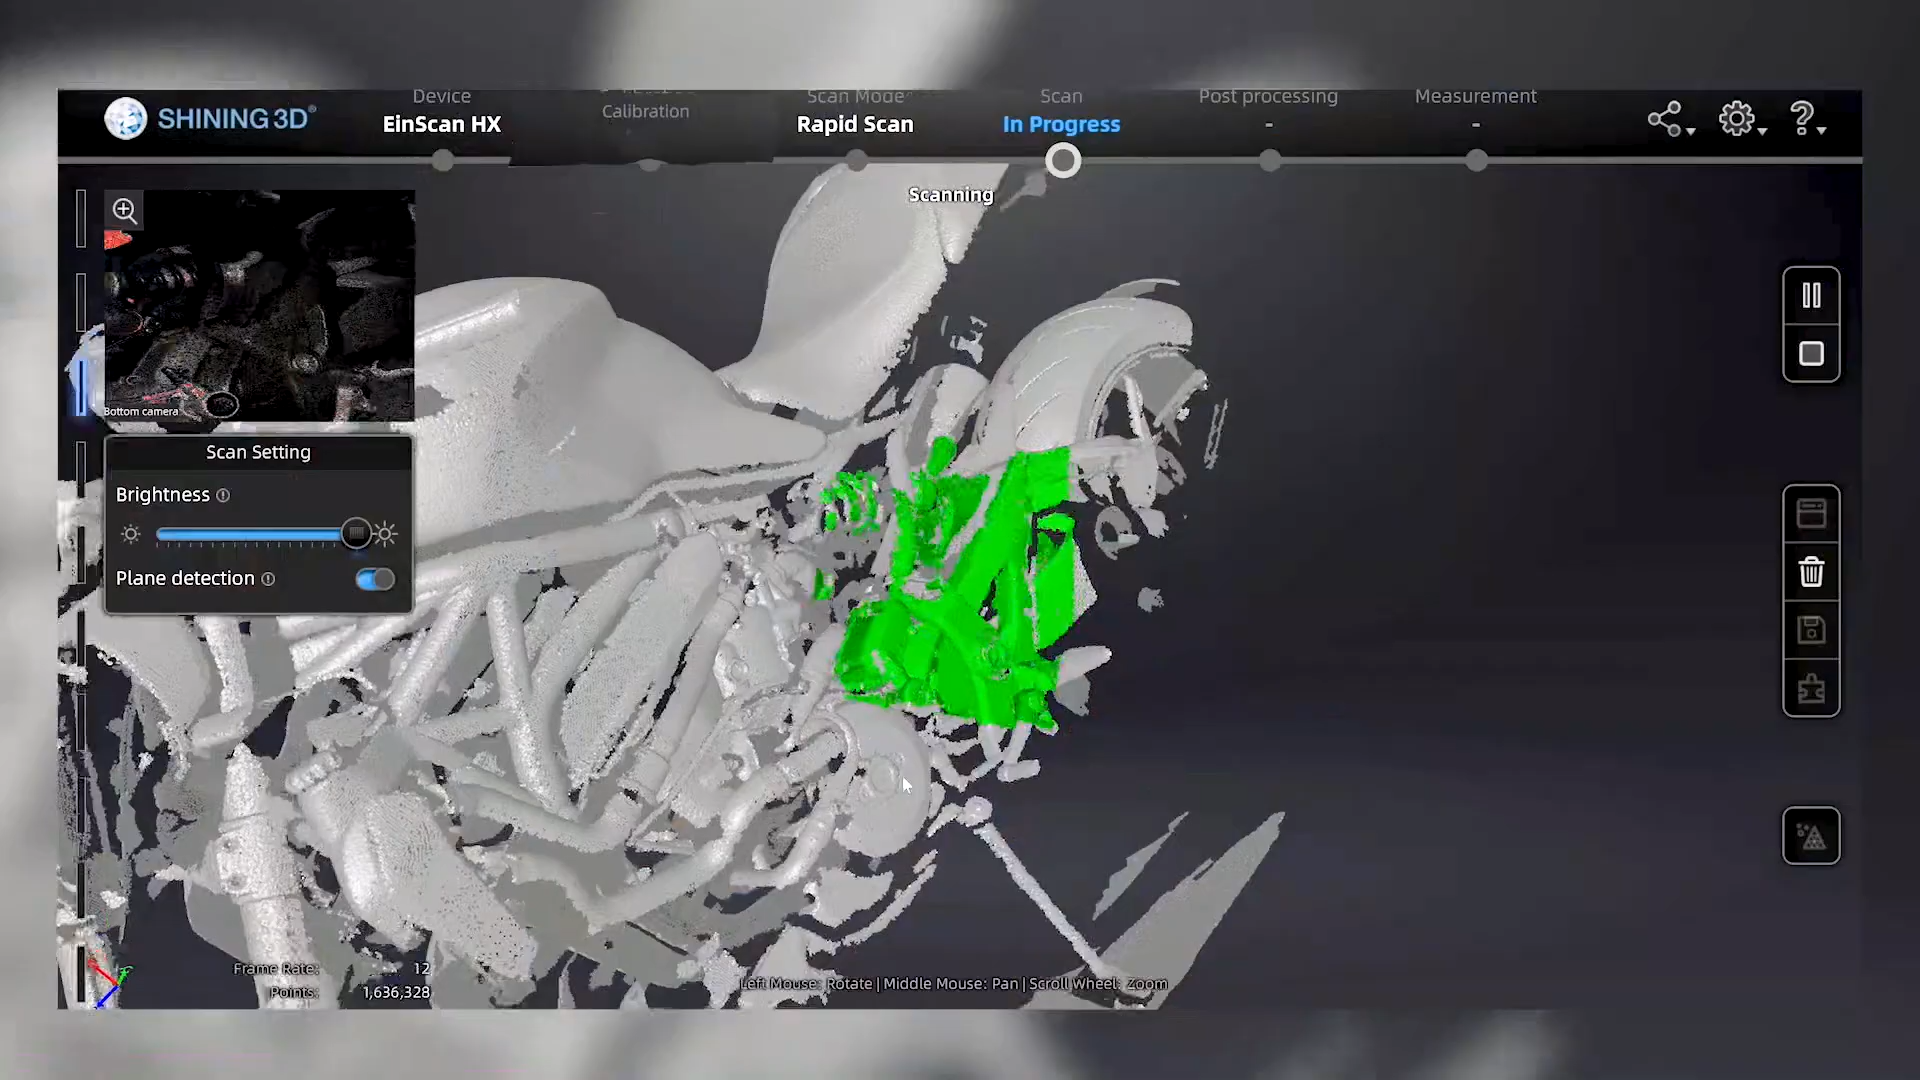 SHINING 3D®
Device
EinScan HX
Calibration
Scan Mode
Rapid Scan
Scan
In Progress
Post processing
-
Measurement
-
Scanning
Bottom camera
Scan Setting
Brightness
Plane detection
Frame Rate: 12
Points: 1,636,328
Left Mouse: Rotate | Middle Mouse: Pan | Scroll Wheel: Zoom